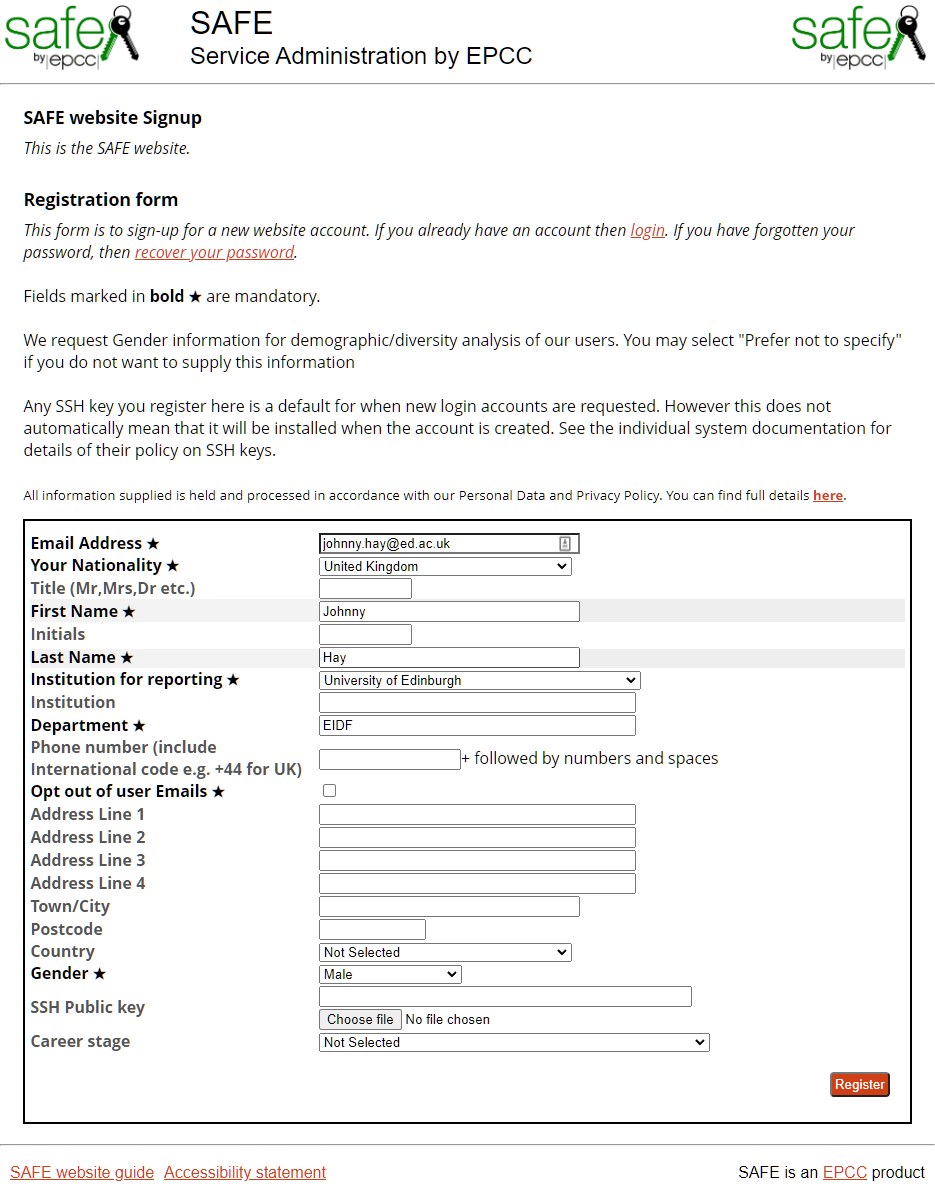 safe
by epcc
SAFE
Service Administration by EPCC
safe
by epcc
SAFE website Signup
This is the SAFE website.
Registration form
This form is to sign-up for a new website account. If you already have an account then login. If you have forgotten your
password, then recover your password.
Fields marked in bold ★ are mandatory.
We request Gender information for demographic/diversity analysis of our users. You may select "Prefer not to specify"
if you do not want to supply this information
Any SSH key you register here is a default for when new login accounts are requested. However this does not
automatically mean that it will be installed when the account is created. See the individual system documentation for
details of their policy on SSH keys.
All information supplied is held and processed in accordance with our Personal Data and Privacy Policy. You can find full details here.
Email Address ★ johnny.hay@ed.ac.uk
Your Nationality ★ United Kingdom
Title (Mr,Mrs,Dr etc.)
First Name ★ Johnny
Initials
Last Name ★ Hay
Institution for reporting ★ University of Edinburgh
Institution
Department ★ EIDF
Phone number (include
International code e.g. +44 for UK) + followed by numbers and spaces
Opt out of user Emails ★
Address Line 1
Address Line 2
Address Line 3
Address Line 4
Town/City
Postcode
Country Not Selected
Gender ★ Male
SSH Public key
Choose file No file chosen
Career stage Not Selected
Register
SAFE website guide Accessibility statement SAFE is an EPCC product